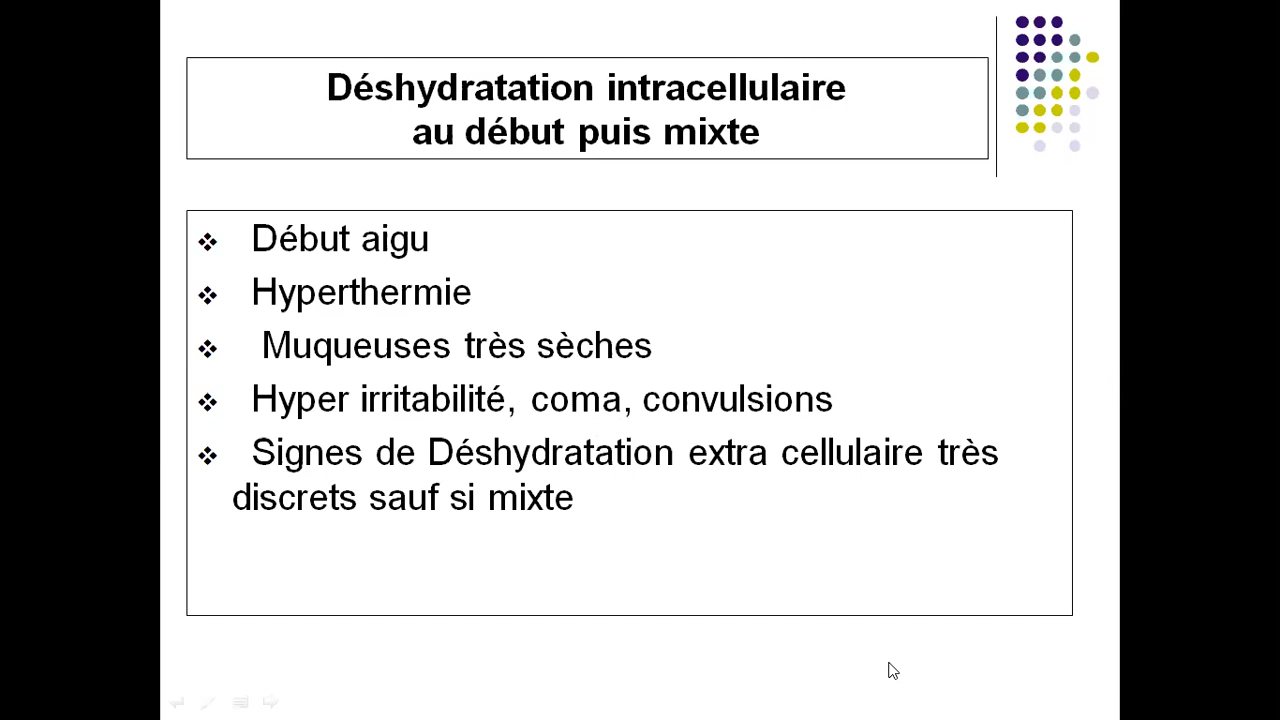 Déshydratation intracellulaire
au début puis mixte
Début aigu
Hyperthermie
Muqueuses très sèches
Hyper irritabilité, coma, convulsions
Signes de Déshydratation extra cellulaire très
discrets sauf si mixte